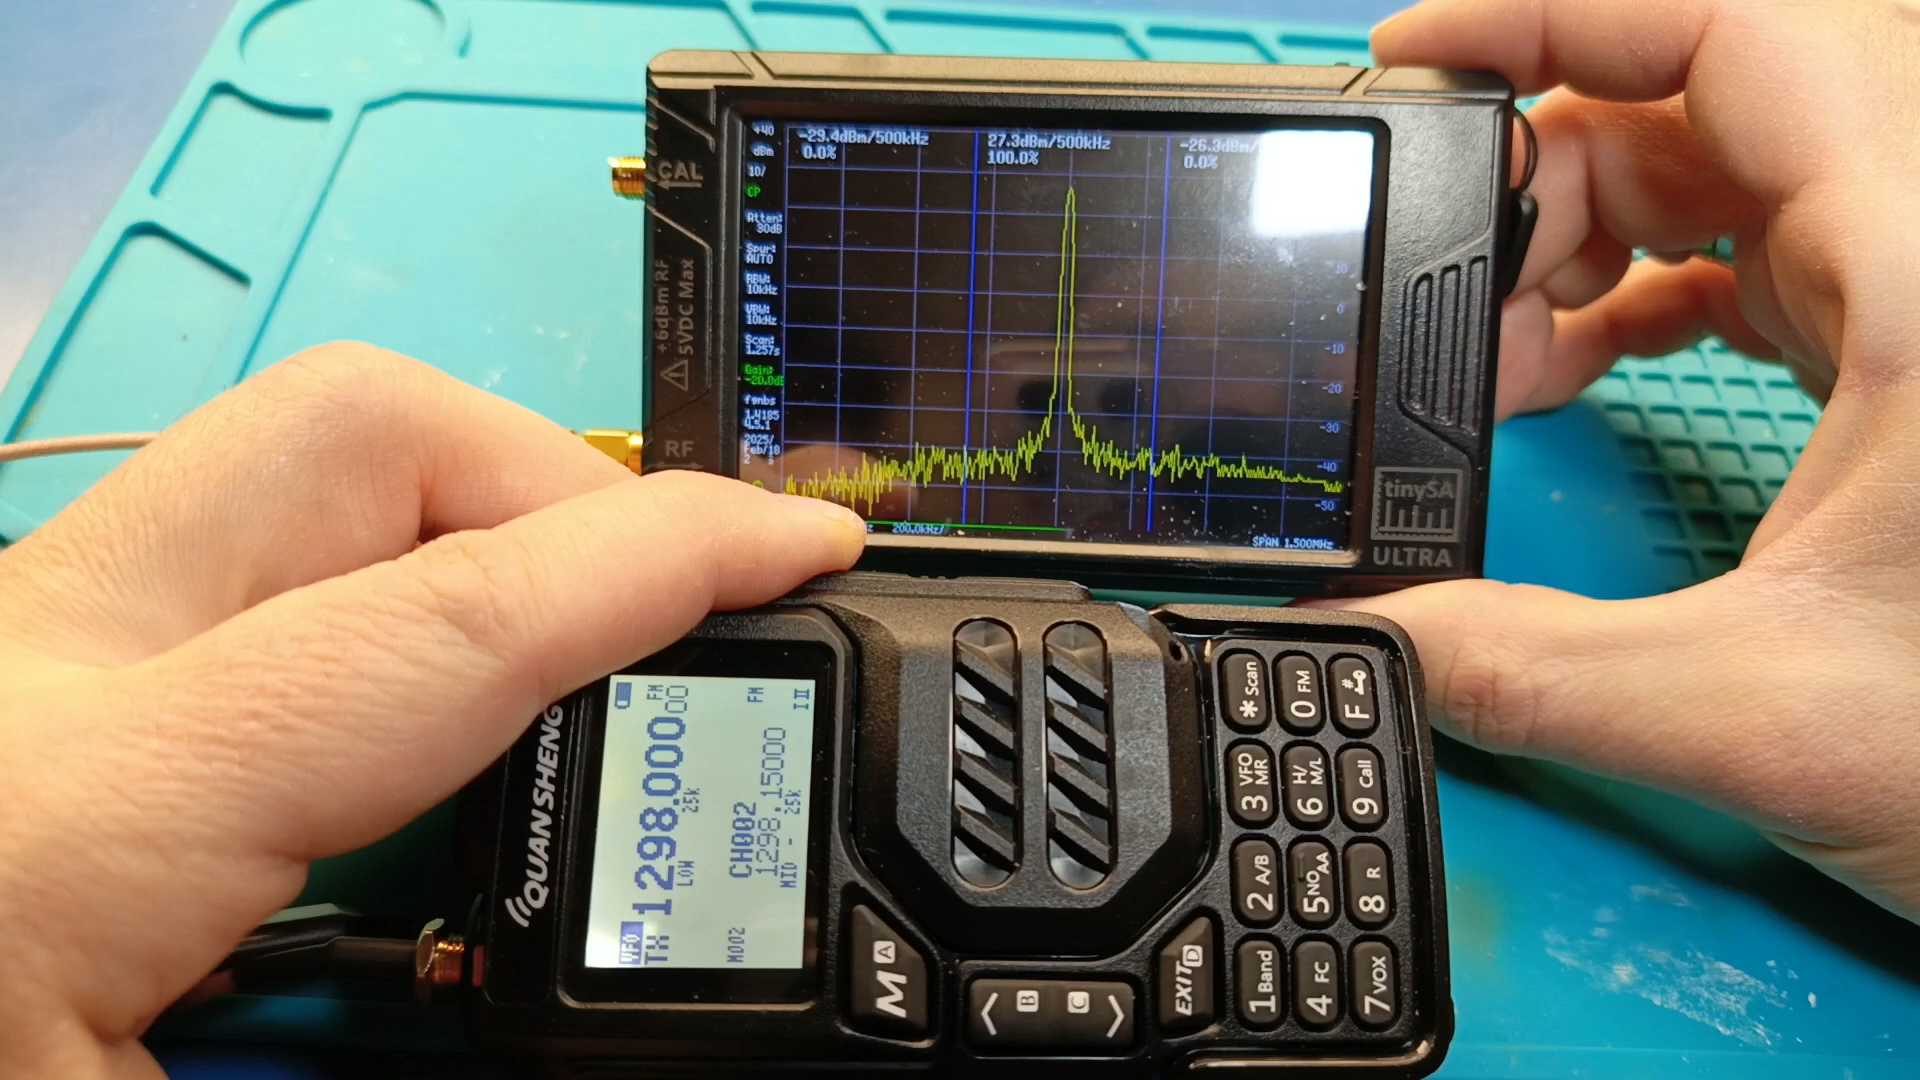 +40
dBm
10/
CP
Atten:
30dB
Spur:
AUTO
RBW:
10kHz
VBW:
10kHz
Scan:
1.257s
Gain:
-20.0dB
fgnbs
2025/
Feb/18
-29.4dBm/500kHz
0.0%
27.3dBm/500kHz
100.0%
-26.3dBm/
0.0%
10
0
-10
-20
-30
-40
-50
200.0kHz/
SPAN 1.500MHz
CAL
+6dBm RF
5VDC Max
RF
tinySA
ULTRA
QUANSHENG
FM
VFO
TX
1298.00000
LOW
25k
FM
I II
CH002
1298.15000
M002
MID
-
25k
M A
< B C >
EXIT D
1 Band
2 A/B
3 VFO MR
* Scan
4 FC
5 NOAA
6 H/M/L
0 FM
7 VOX
8 R
9 Call
F #